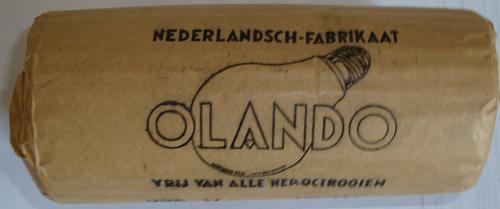 NEDERLANDSCH-FABRIKAAT
OLANDO
VRIJ VAN ALLE NED.OCTROOIEN